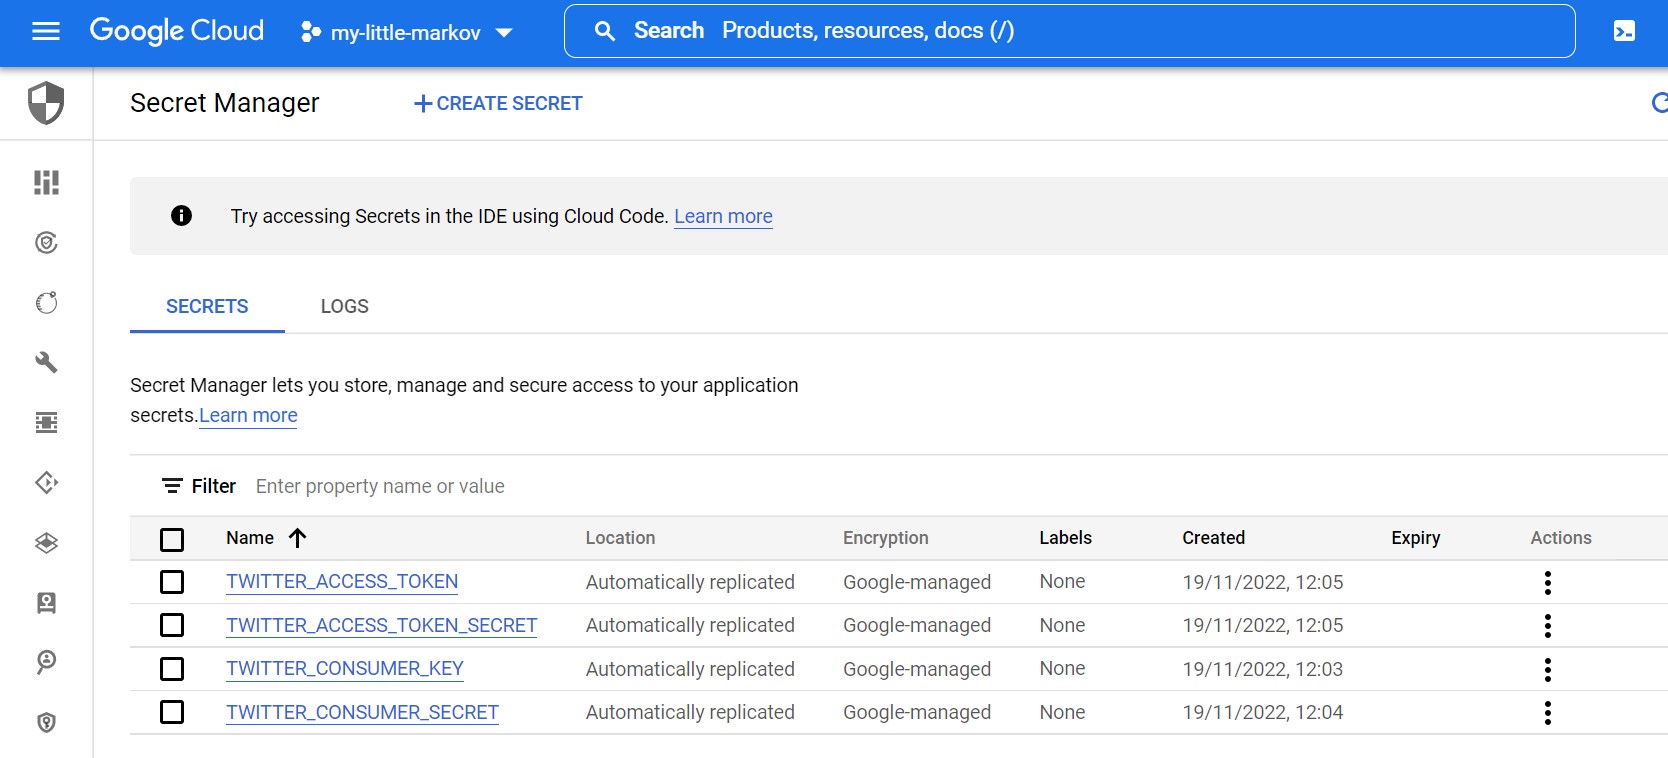 Google Cloud my-little-markov Search Products, resources, docs (/)
Secret Manager CREATE SECRET
Try accessing Secrets in the IDE using Cloud Code. Learn more
SECRETS LOGS
Secret Manager lets you store, manage and secure access to your application
secrets.Learn more
Filter Enter property name or value
Name Location Encryption Labels Created Expiry Actions
TWITTER_ACCESS_TOKEN Automatically replicated Google-managed None 19/11/2022, 12:05
TWITTER_ACCESS_TOKEN_SECRET Automatically replicated Google-managed None 19/11/2022, 12:05
TWITTER_CONSUMER_KEY Automatically replicated Google-managed None 19/11/2022, 12:03
TWITTER_CONSUMER_SECRET Automatically replicated Google-managed None 19/11/2022, 12:04